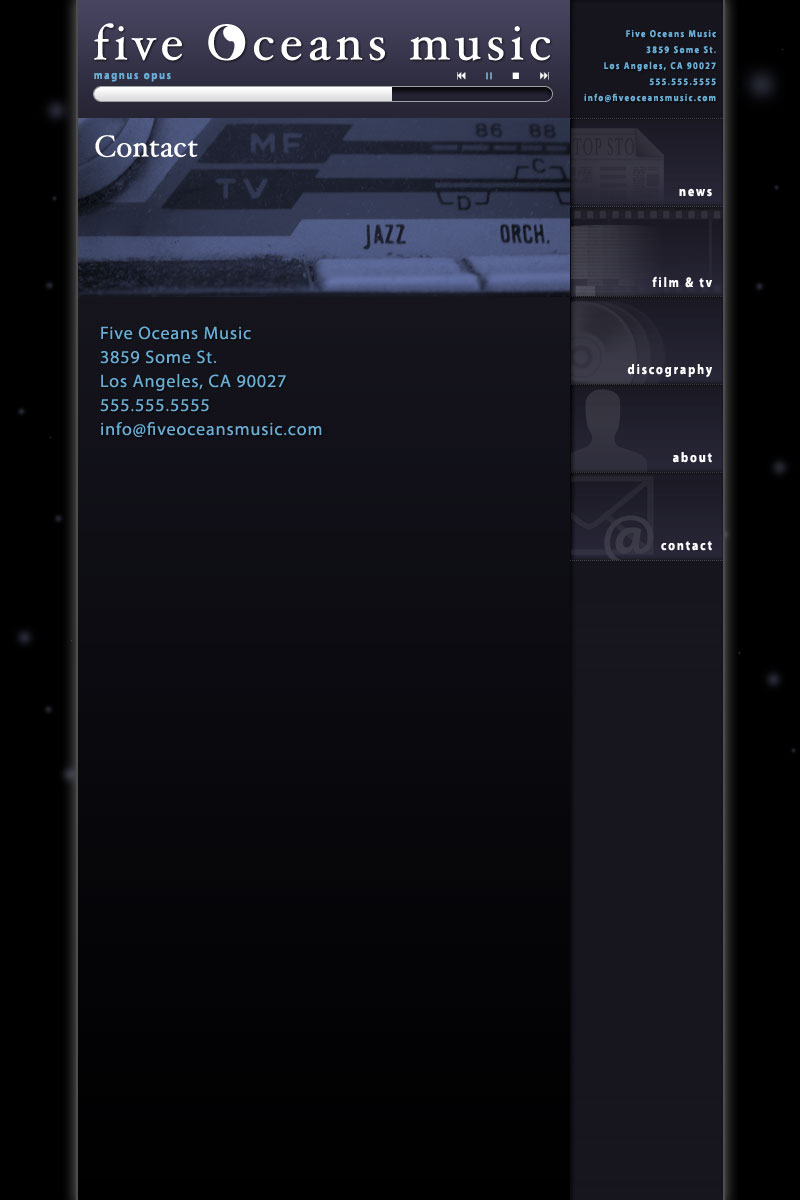 five Oceans music
magnus opus
Five Oceans Music
3859 Some St.
Los Angeles, CA 90027
555.555.5555
info@fiveoceansmusic.com
Contact
MF
TV
86 88
C
D
JAZZ
ORCH.
Five Oceans Music
3859 Some St.
Los Angeles, CA 90027
555.555.5555
info@fiveoceansmusic.com
TOP STO
news
film & tv
discography
about
@
contact